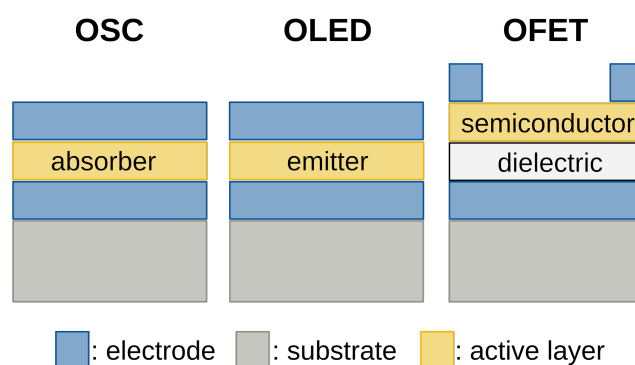 OSC OLED OFET
semiconductor
absorber emitter dielectric
: electrode : substrate : active layer